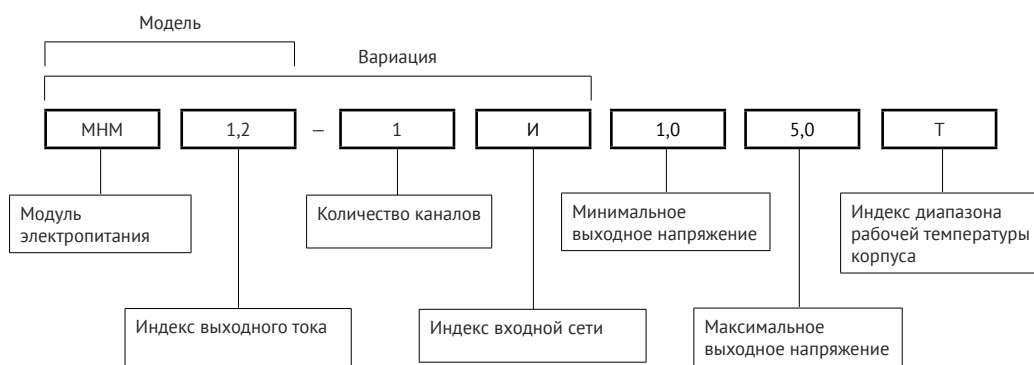 Модель
Вариация
МНМ 1,2 – 1 И 1,0 5,0 Т
Модуль
электропитания
Количество каналов
Минимальное
выходное напряжение
Индекс диапазона
рабочей температуры
корпуса
Индекс выходного тока
Индекс входной сети
Максимальное
выходное напряжение